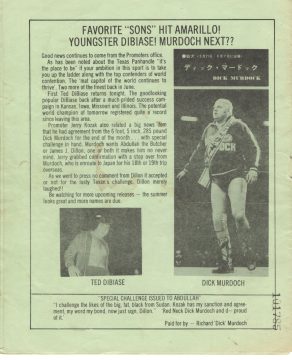 FAVORITE "SONS" HIT AMARILLO!
YOUNGSTER DIBIASE! MURDOCH NEXT??
Good news continues to come from the Promoters office.
As has been noted about the Texas Panhandle "it's
the place to be" if your ambition in this sport is to take
you up the ladder along with the top contenders of world
contention. The 'mat capitol of the world continues to
thrive'. Two more of the finest back in June.
First Ted DiBiase returns tonight. The goodlooking
popular DiBiase back after a much-prided success cam-
paign in Kansas, Iowa, Missouri and Illinois. The potential
world champion of tomorrow registered quite a record
since leaving this area.
Promoter Jerry Kozak also related a big news item
that he had agreement from the 6 foot, 5 inch, 285 pound
Dick Murdoch for the end of the month . . . with special
challenge in hand. Murdoch wants Abdullah the Butcher
or James J. Dillon, one or both it makes him no never
mind. Jerry grabbed confirmation with a stop over from
Murdoch, who is enroute to Japan for his 18th or 19th trip
overseas.
As we went to press no comment from Dillon if accepted
or not for the husky Texan's challenge. Dillon merely
laughed!!
Be watching for more upcoming releases — the summer
looks great and more names are due.
ディック・マードック
DICK MURDOCK
TED DIBIASE
DICK MURDOCH
"SPECIAL CHALLENGE ISSUED TO ABDULLAH"
"I challenge the likes of the big, fat, black from Sudan. Kozak has my sanction and agree-
ment, my word my bond, now just sign, Dillon." 'Red Neck Dick Murdoch and d— proud
of it.'
Paid for by — Richard 'Dick' Murdoch